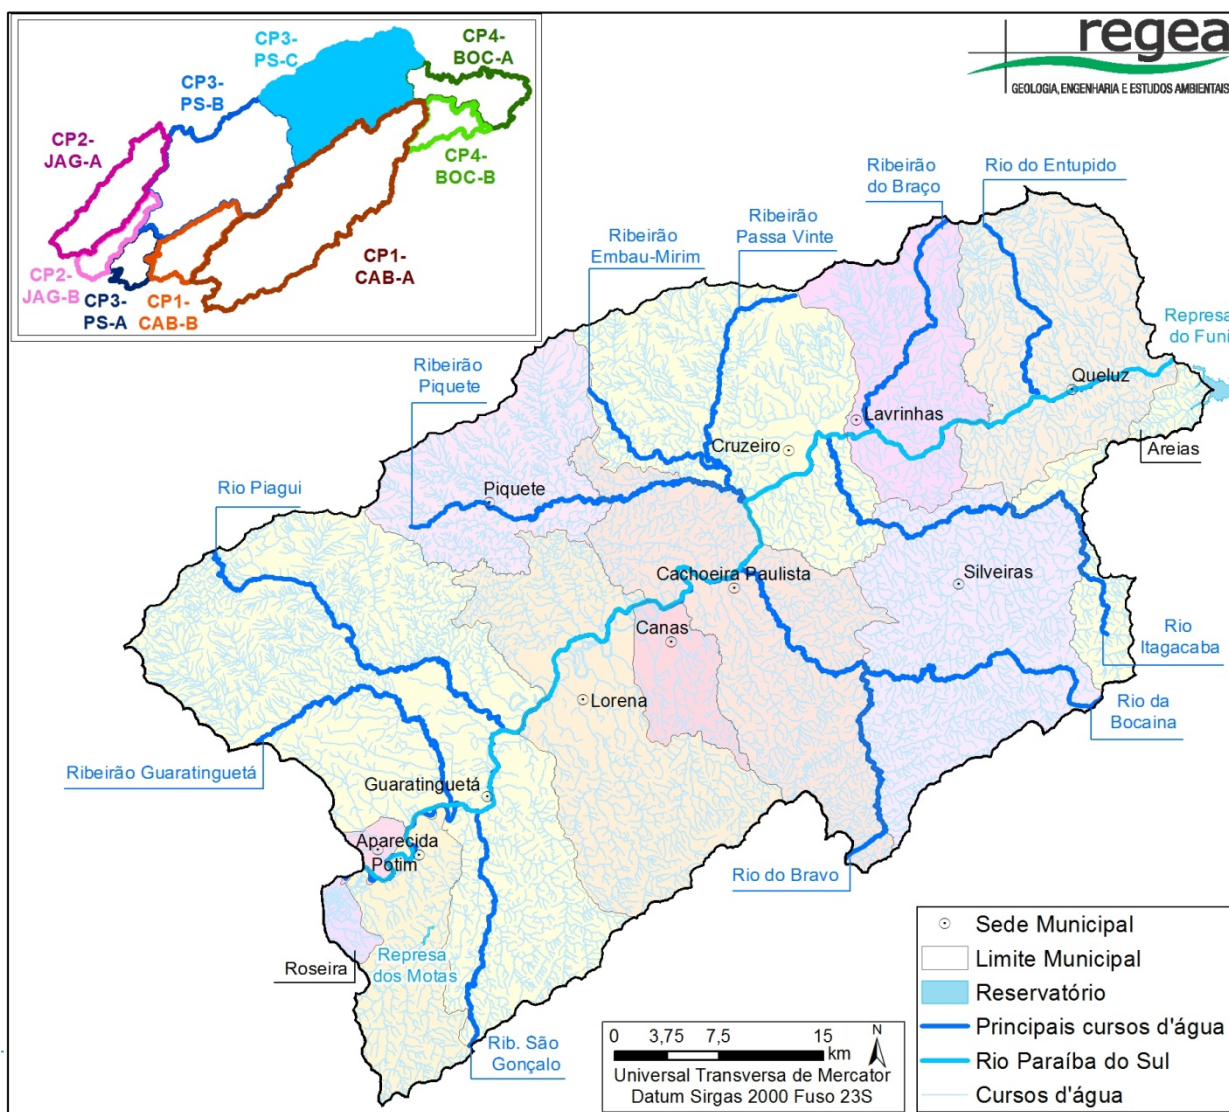 CP3-
PS-C
CP4-
BOC-A
CP3-
PS-B
CP2-
JAG-A
CP4-
BOC-B
CP2-
JAG-B
CP3-
PS-A
CP1-
CAB-B
CP1-
CAB-A
regea
GEOLOGIA, ENGENHARIA E ESTUDOS AMBIENTAIS
Ribeirão
do Braço
Rio do Entupido
Ribeirão
Passa Vinte
Ribeirão
Embau-Mirim
Represa
do Funi
Ribeirão
Piquete
Queluz
Lavrinhas
Cruzeiro
Areias
Rio Piagui
Piquete
Cachoeira Paulista
Silveiras
Canas
Rio
Itagacaba
Lorena
Rio da
Bocaina
Ribeirão Guaratinguetá
Guaratinguetá
Aparecida
Potim
Rio do Bravo
Roseira
Represa
dos Motas
Rib. São
Gonçalo
0 3,75 7,5 15
km
N
Universal Transversa de Mercator
Datum Sirgas 2000 Fuso 23S
Sede Municipal
Limite Municipal
Reservatório
Principais cursos d'água
Rio Paraíba do Sul
Cursos d'água